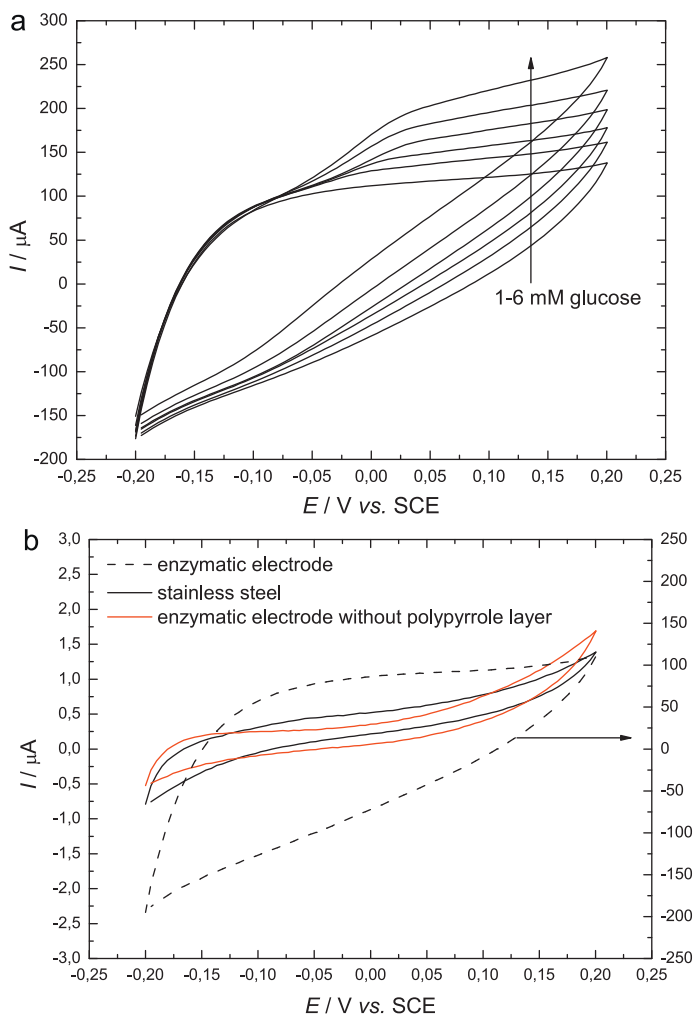 a
300
250
200
150
100
50
0
-50
-100
-150
-200
I / μA
1-6 mM glucose
-0,25 -0,20 -0,15 -0,10 -0,05 0,00 0,05 0,10 0,15 0,20 0,25
E / V vs. SCE
b
3,0
2,5
2,0
1,5
1,0
0,5
0,0
-0,5
-1,0
-1,5
-2,0
-2,5
-3,0
I / μA
enzymatic electrode
stainless steel
enzymatic electrode without polypyrrole layer
250
200
150
100
50
0
-50
-100
-150
-200
-250
-0,25 -0,20 -0,15 -0,10 -0,05 0,00 0,05 0,10 0,15 0,20 0,25
E / V vs. SCE